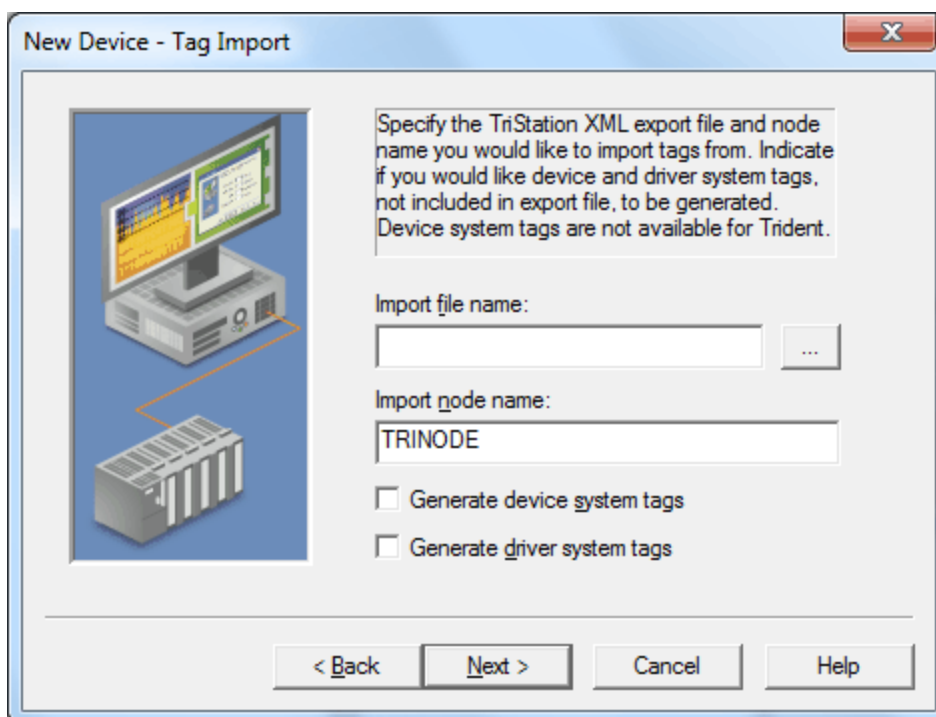 New Device - Tag Import
Specify the TriStation XML export file and node
name you would like to import tags from. Indicate
if you would like device and driver system tags,
not included in export file, to be generated.
Device system tags are not available for Trident.
Import file name:
...
Import node name:
TRINODE
Generate device system tags
Generate driver system tags
< Back
Next >
Cancel
Help